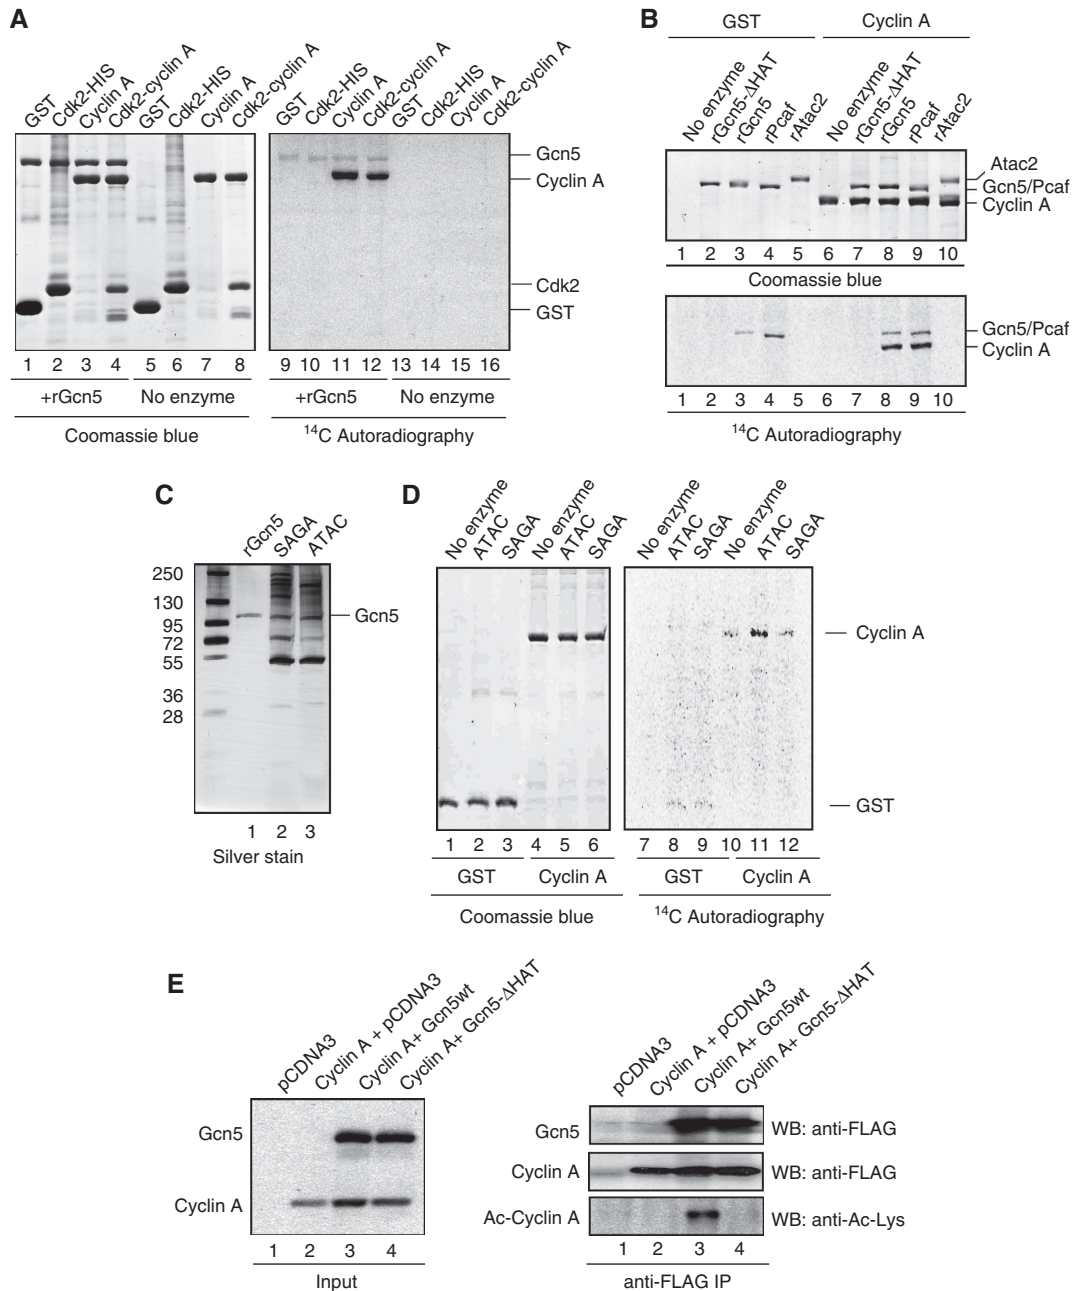 A
GST
Cdk2-HIS
Cyclin A
Cdk2-cyclin A
GST
Cdk2-HIS
Cyclin A
Cdk2-cyclin A
GST
Cdk2-HIS
Cyclin A
Cdk2-cyclin A
GST
Cdk2-HIS
Cyclin A
Cdk2-cyclin A
Gcn5
Cyclin A
Cdk2
GST
1 2 3 4 5 6 7 8 9 10 11 12 13 14 15 16
+rGcn5 No enzyme +rGcn5 No enzyme
Coomassie blue 14C Autoradiography
B
GST Cyclin A
No enzyme
rGcn5-ΔHAT
rGcn5
rPcaf
rAtac2
No enzyme
rGcn5-ΔHAT
rGcn5
rPcaf
rAtac2
Atac2
Gcn5/Pcaf
Cyclin A
1 2 3 4 5 6 7 8 9 10
Coomassie blue
Gcn5/Pcaf
Cyclin A
1 2 3 4 5 6 7 8 9 10
14C Autoradiography
C
rGcn5
SAGA
ATAC
250
130
95
72
55
36
28
Gcn5
1 2 3
Silver stain
D
No enzyme
ATAC
SAGA
No enzyme
ATAC
SAGA
No enzyme
ATAC
SAGA
No enzyme
ATAC
SAGA
Cyclin A
GST
1 2 3 4 5 6 7 8 9 10 11 12
GST Cyclin A GST Cyclin A
Coomassie blue 14C Autoradiography
E
pCDNA3
Cyclin A + pCDNA3
Cyclin A+ Gcn5wt
Cyclin A+ Gcn5-ΔHAT
Gcn5
Cyclin A
1 2 3 4
Input
pCDNA3
Cyclin A + pCDNA3
Cyclin A+ Gcn5wt
Cyclin A+ Gcn5-ΔHAT
Gcn5 WB: anti-FLAG
Cyclin A WB: anti-FLAG
Ac-Cyclin A WB: anti-Ac-Lys
1 2 3 4
anti-FLAG IP